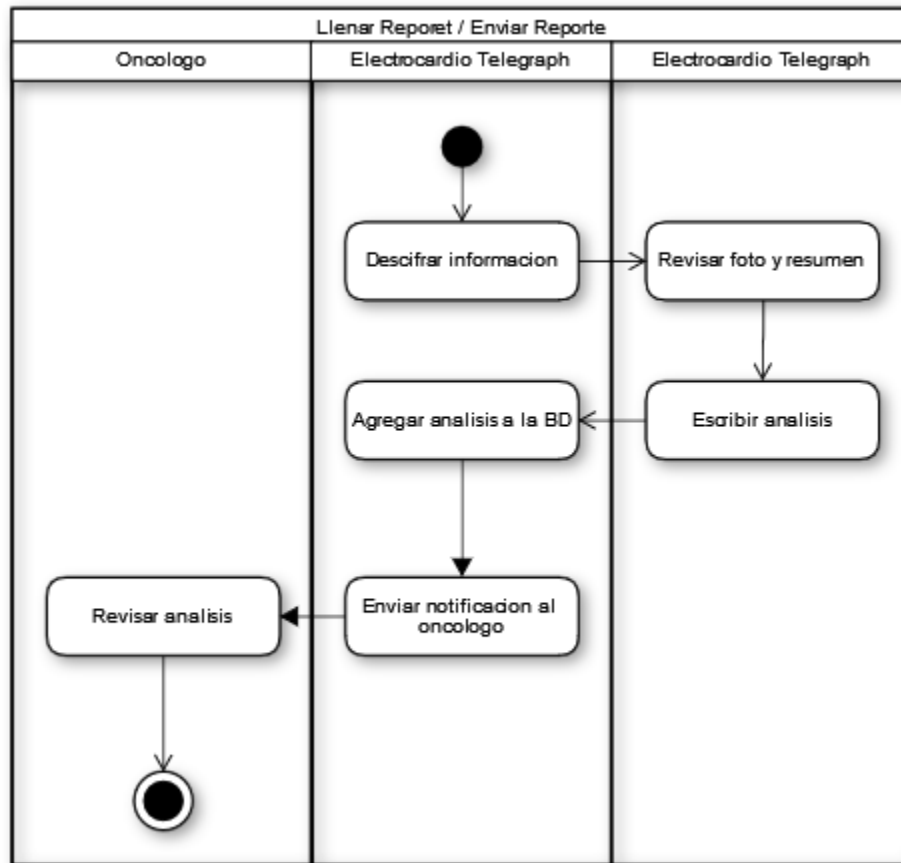 Llenar Reporet / Enviar Reporte
Oncologo
Electrocardio Telegraph
Electrocardio Telegraph
Descifrar informacion
Revisar foto y resumen
Agregar analisis a la BD
Escribir analisis
Revisar analisis
Enviar notificacion al
oncologo